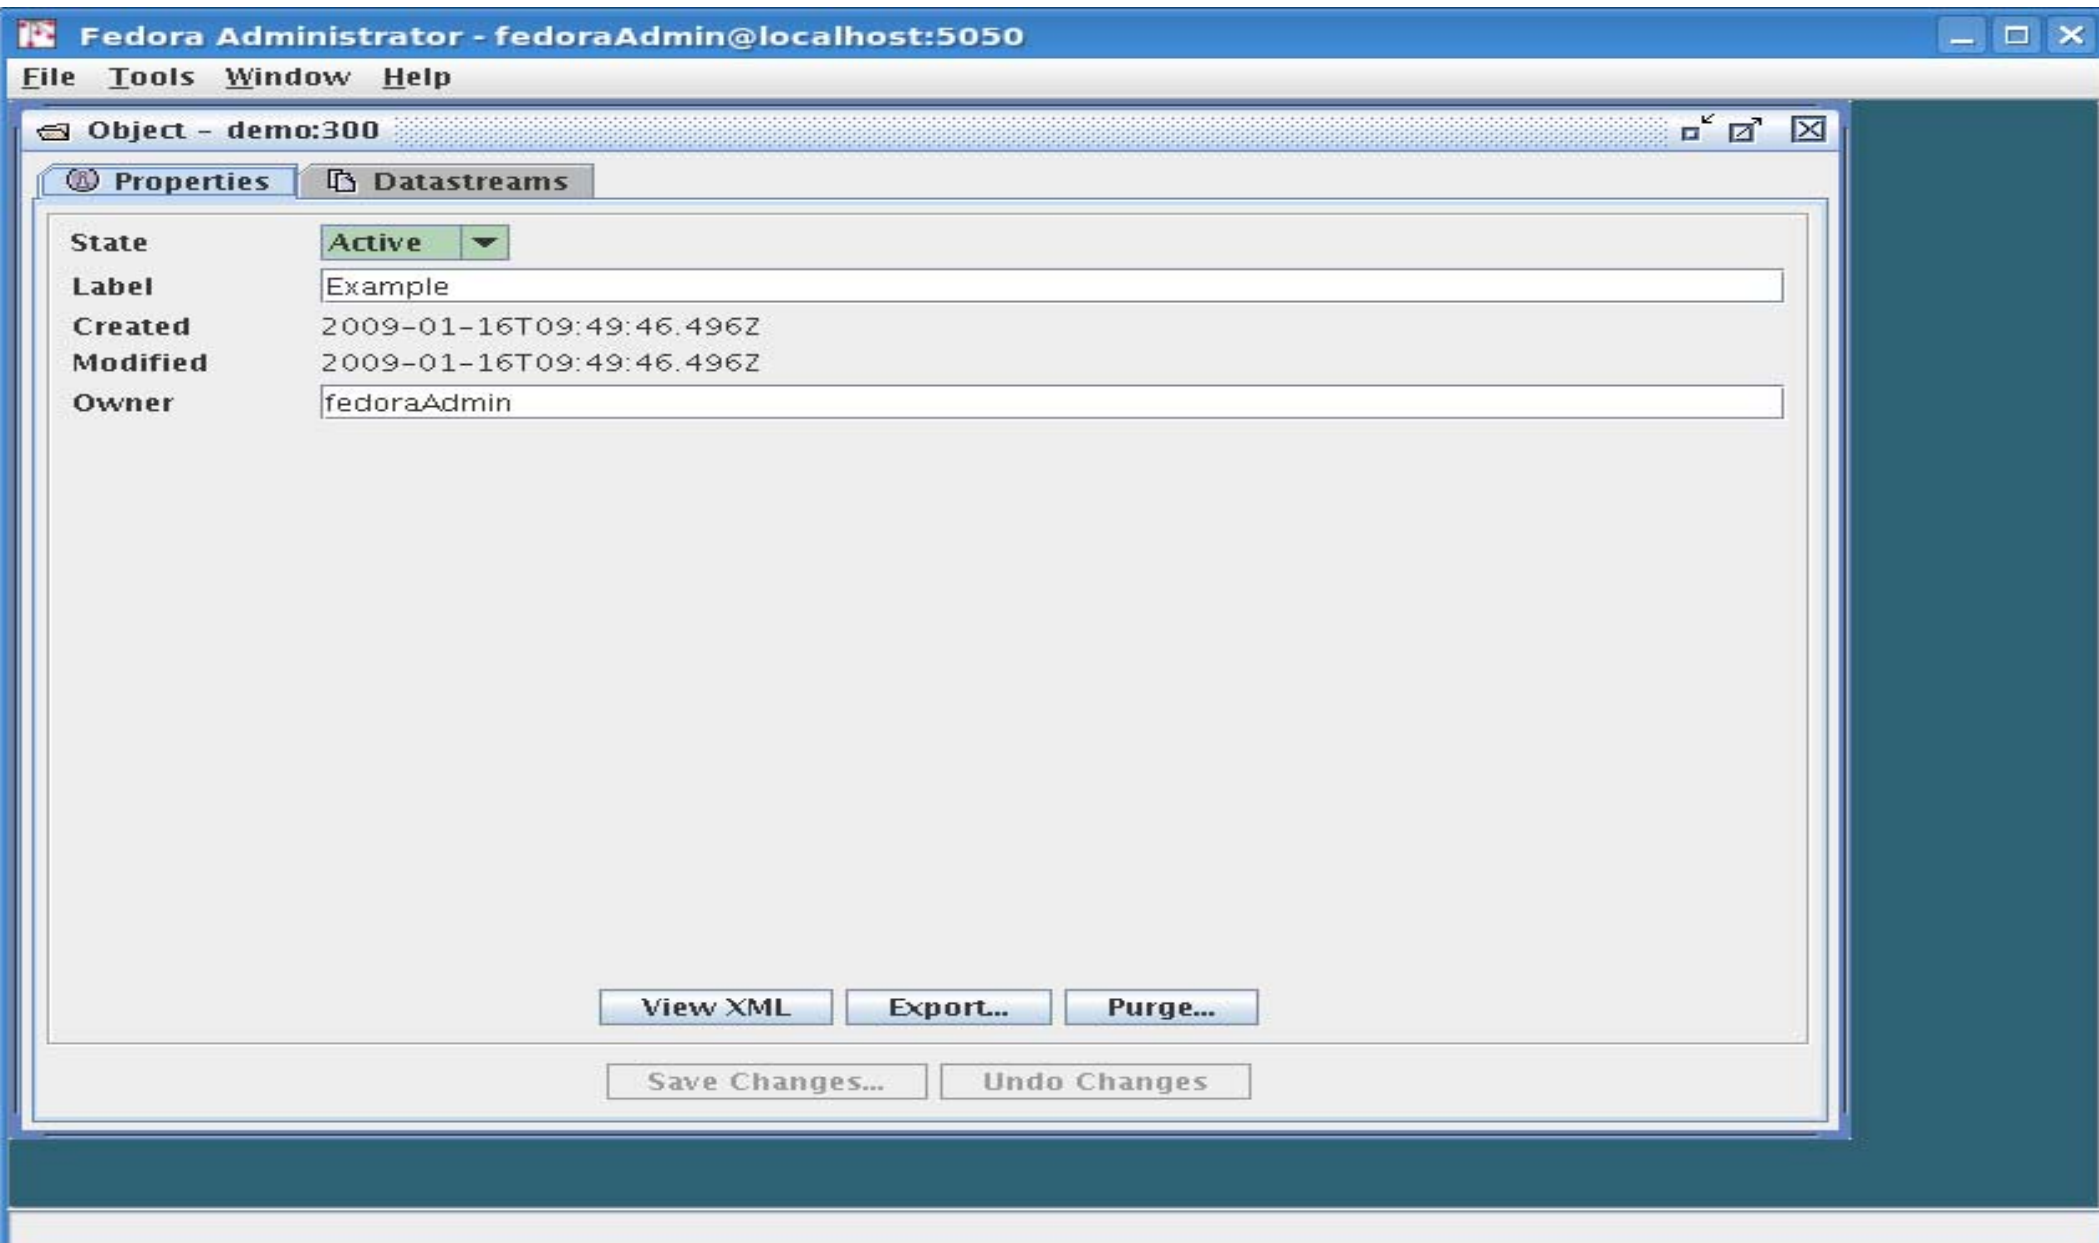 Fedora Administrator - fedoraAdmin@localhost:5050
File Tools Window Help
Object - demo:300
Properties Datastreams
State Active
Label Example
Created 2009-01-16T09:49:46.496Z
Modified 2009-01-16T09:49:46.496Z
Owner fedoraAdmin
View XML Export... Purge...
Save Changes... Undo Changes